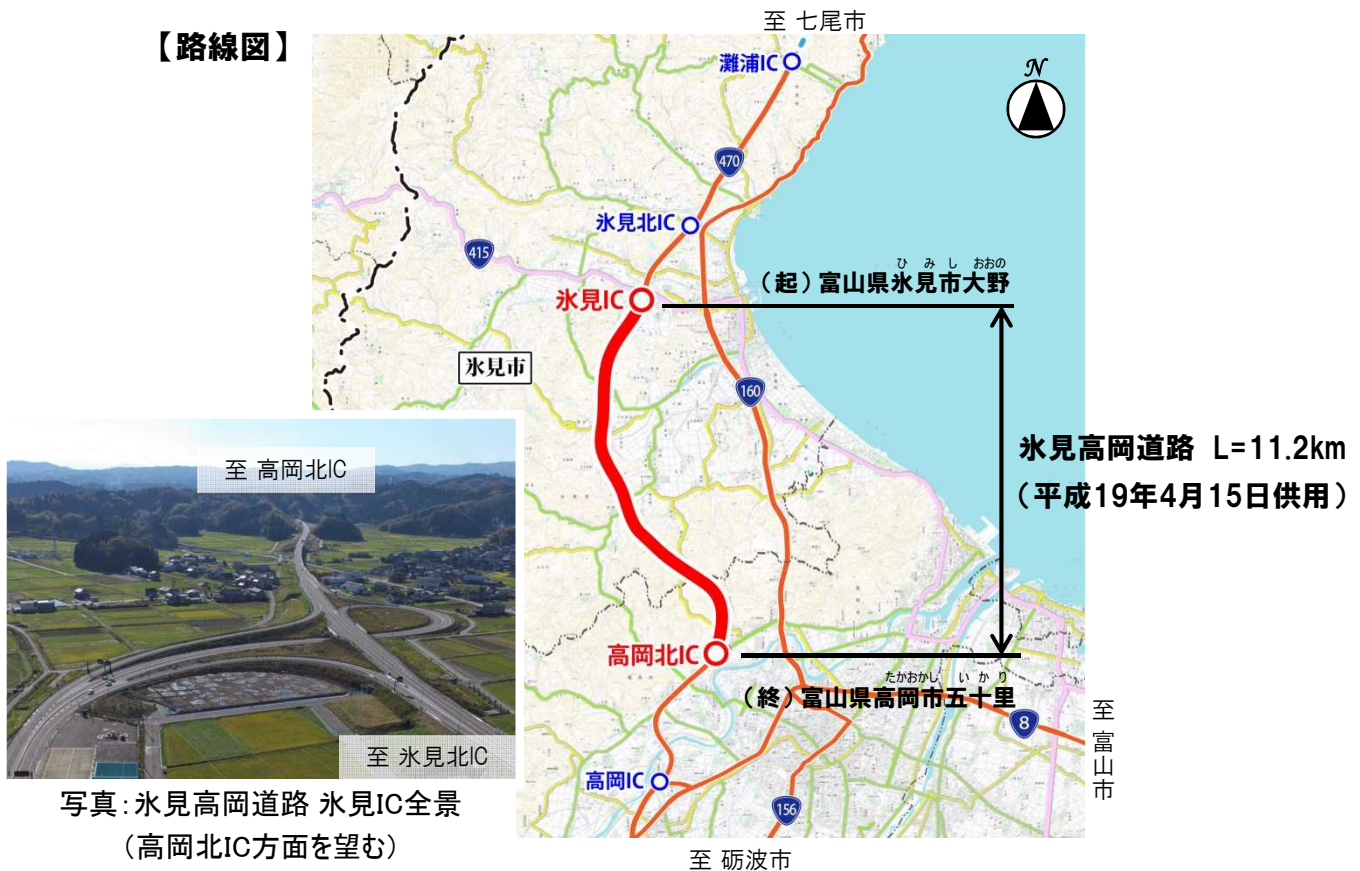 至 七尾市
【路線図】
灘浦IC
N
470
氷見北IC
415
ひみし おおの
（起）富山県氷見市大野
氷見IC
氷見市
160
氷見高岡道路 L=11.2km
（平成19年4月15日供用）
至 高岡北IC
高岡北IC
たかおかし いかり
（終）富山県高岡市五十里
8
至富山市
至 氷見北IC
高岡IC
156
写真：氷見高岡道路 氷見IC全景
（高岡北IC方面を望む）
至 砺波市